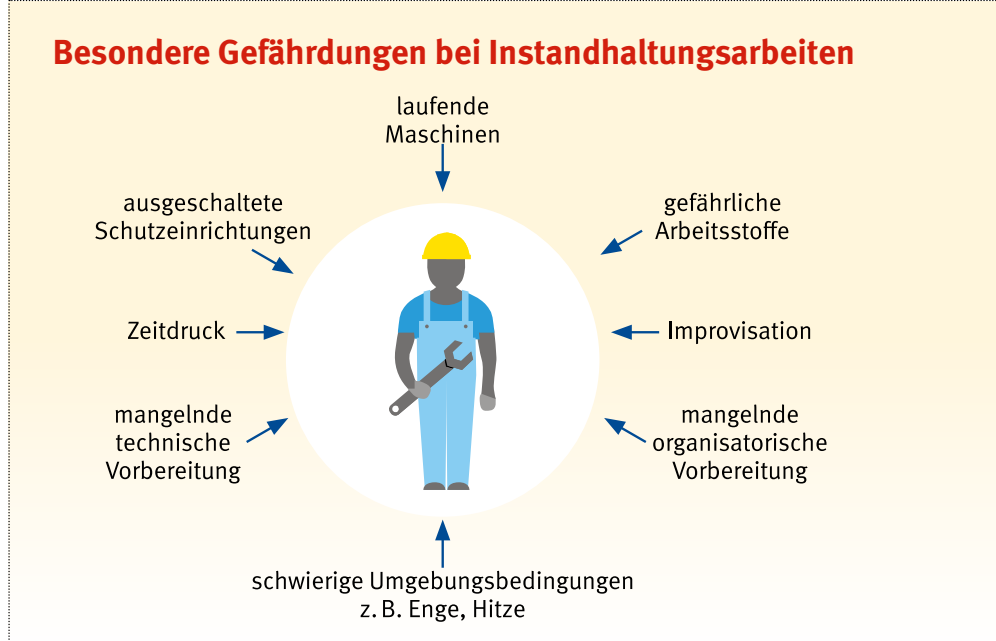 Besondere Gefährdungen bei Instandhaltungsarbeiten
laufende
Maschinen
ausgeschaltete
Schutzeinrichtungen
gefährliche
Arbeitsstoffe
Zeitdruck
Improvisation
mangelnde
technische
Vorbereitung
mangelnde
organisatorische
Vorbereitung
schwierige Umgebungsbedingungen
z. B. Enge, Hitze